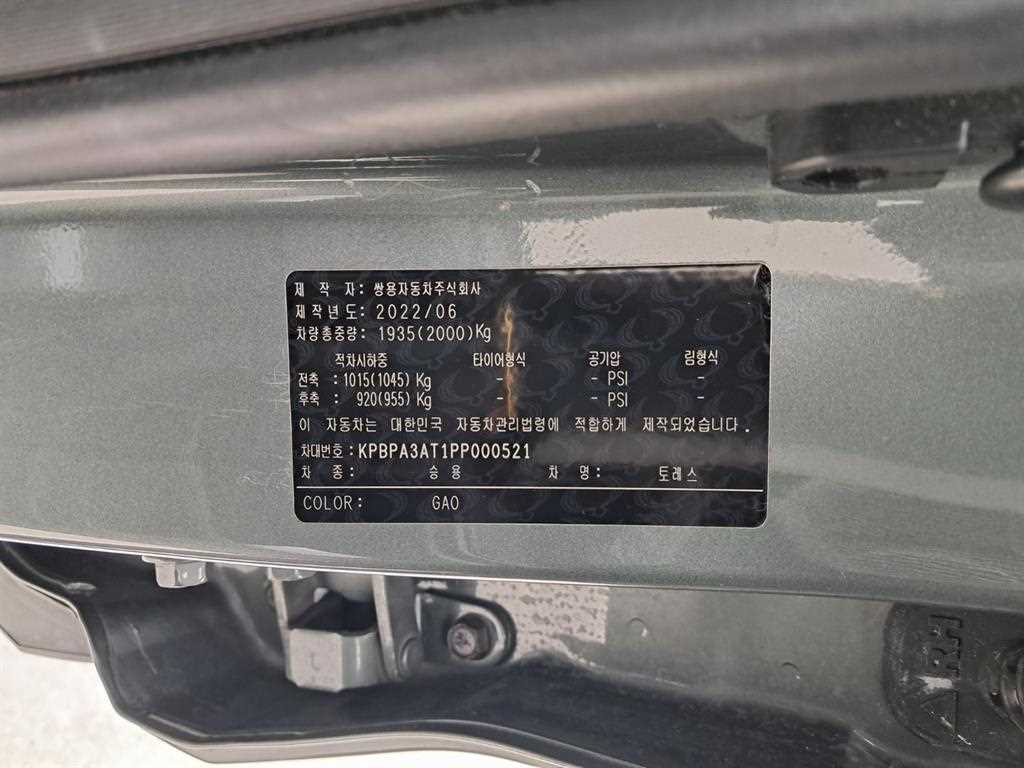 제 작 자: 쌍용자동차주식회사
제작년도: 2022/06
차량총중량: 1935(2000)Kg
적차시하중 타이어형식 공기압 림형식
전축: 1015(1045) Kg - - PSI -
후축: 920(955) Kg - - PSI -
이 자동차는 대한민국 자동차관리법령에 적합하게 제작되었습니다.
차대번호: KPBPA3AT1PP000521
차 종: 승 용 차 명: 토레스
COLOR: GAO
RH